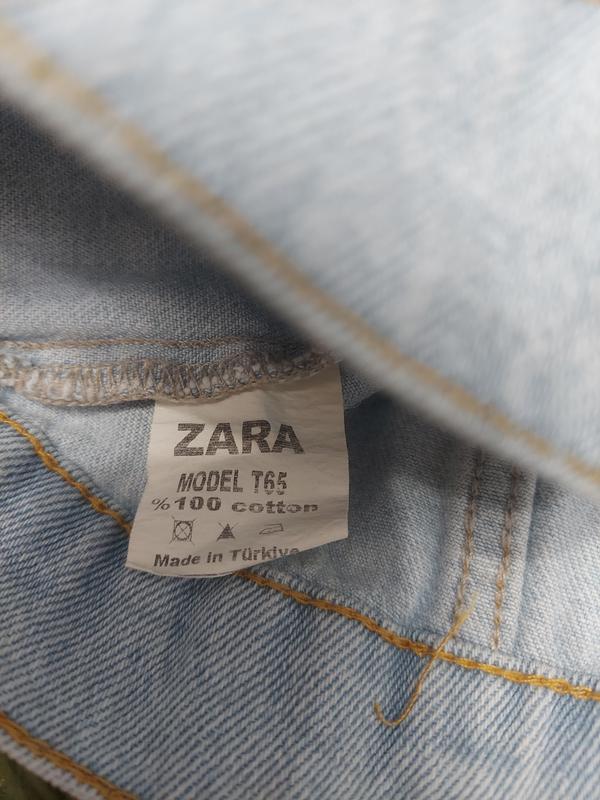 ZARA
MODEL T65
%100 cotton
Made in Türkiye